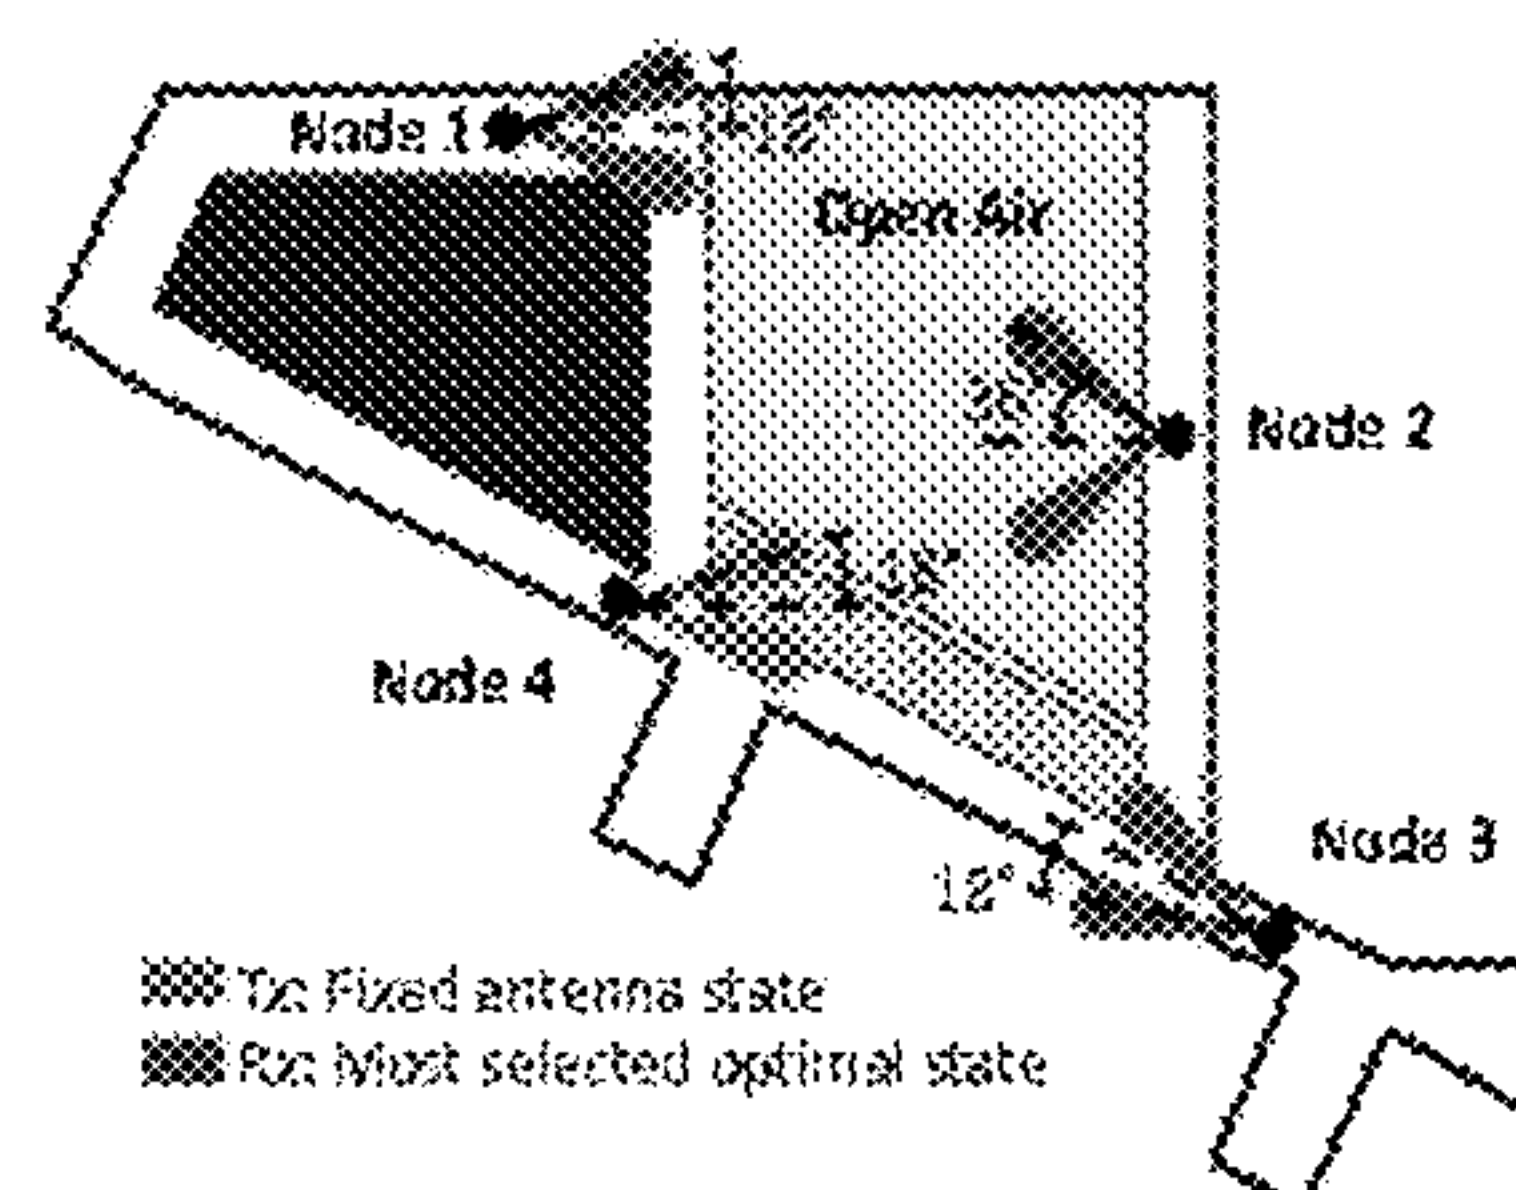 Node 1
Open Air
Node 2
Node 4
Node 3
12°
Tx: Fixed antenna state
Rx: Most selected optimal state